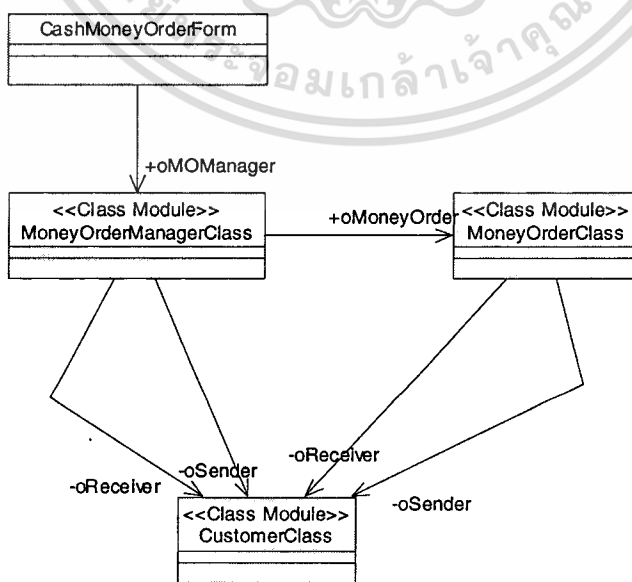 CashMoneyOrderForm
+oMOManager
<<Class Module>>
MoneyOrderManagerClass
+oMoneyOrder
<<Class Module>>
MoneyOrderClass
-oReceiver
-oSender
-oReceiver
-oSender
<<Class Module>>
CustomerClass